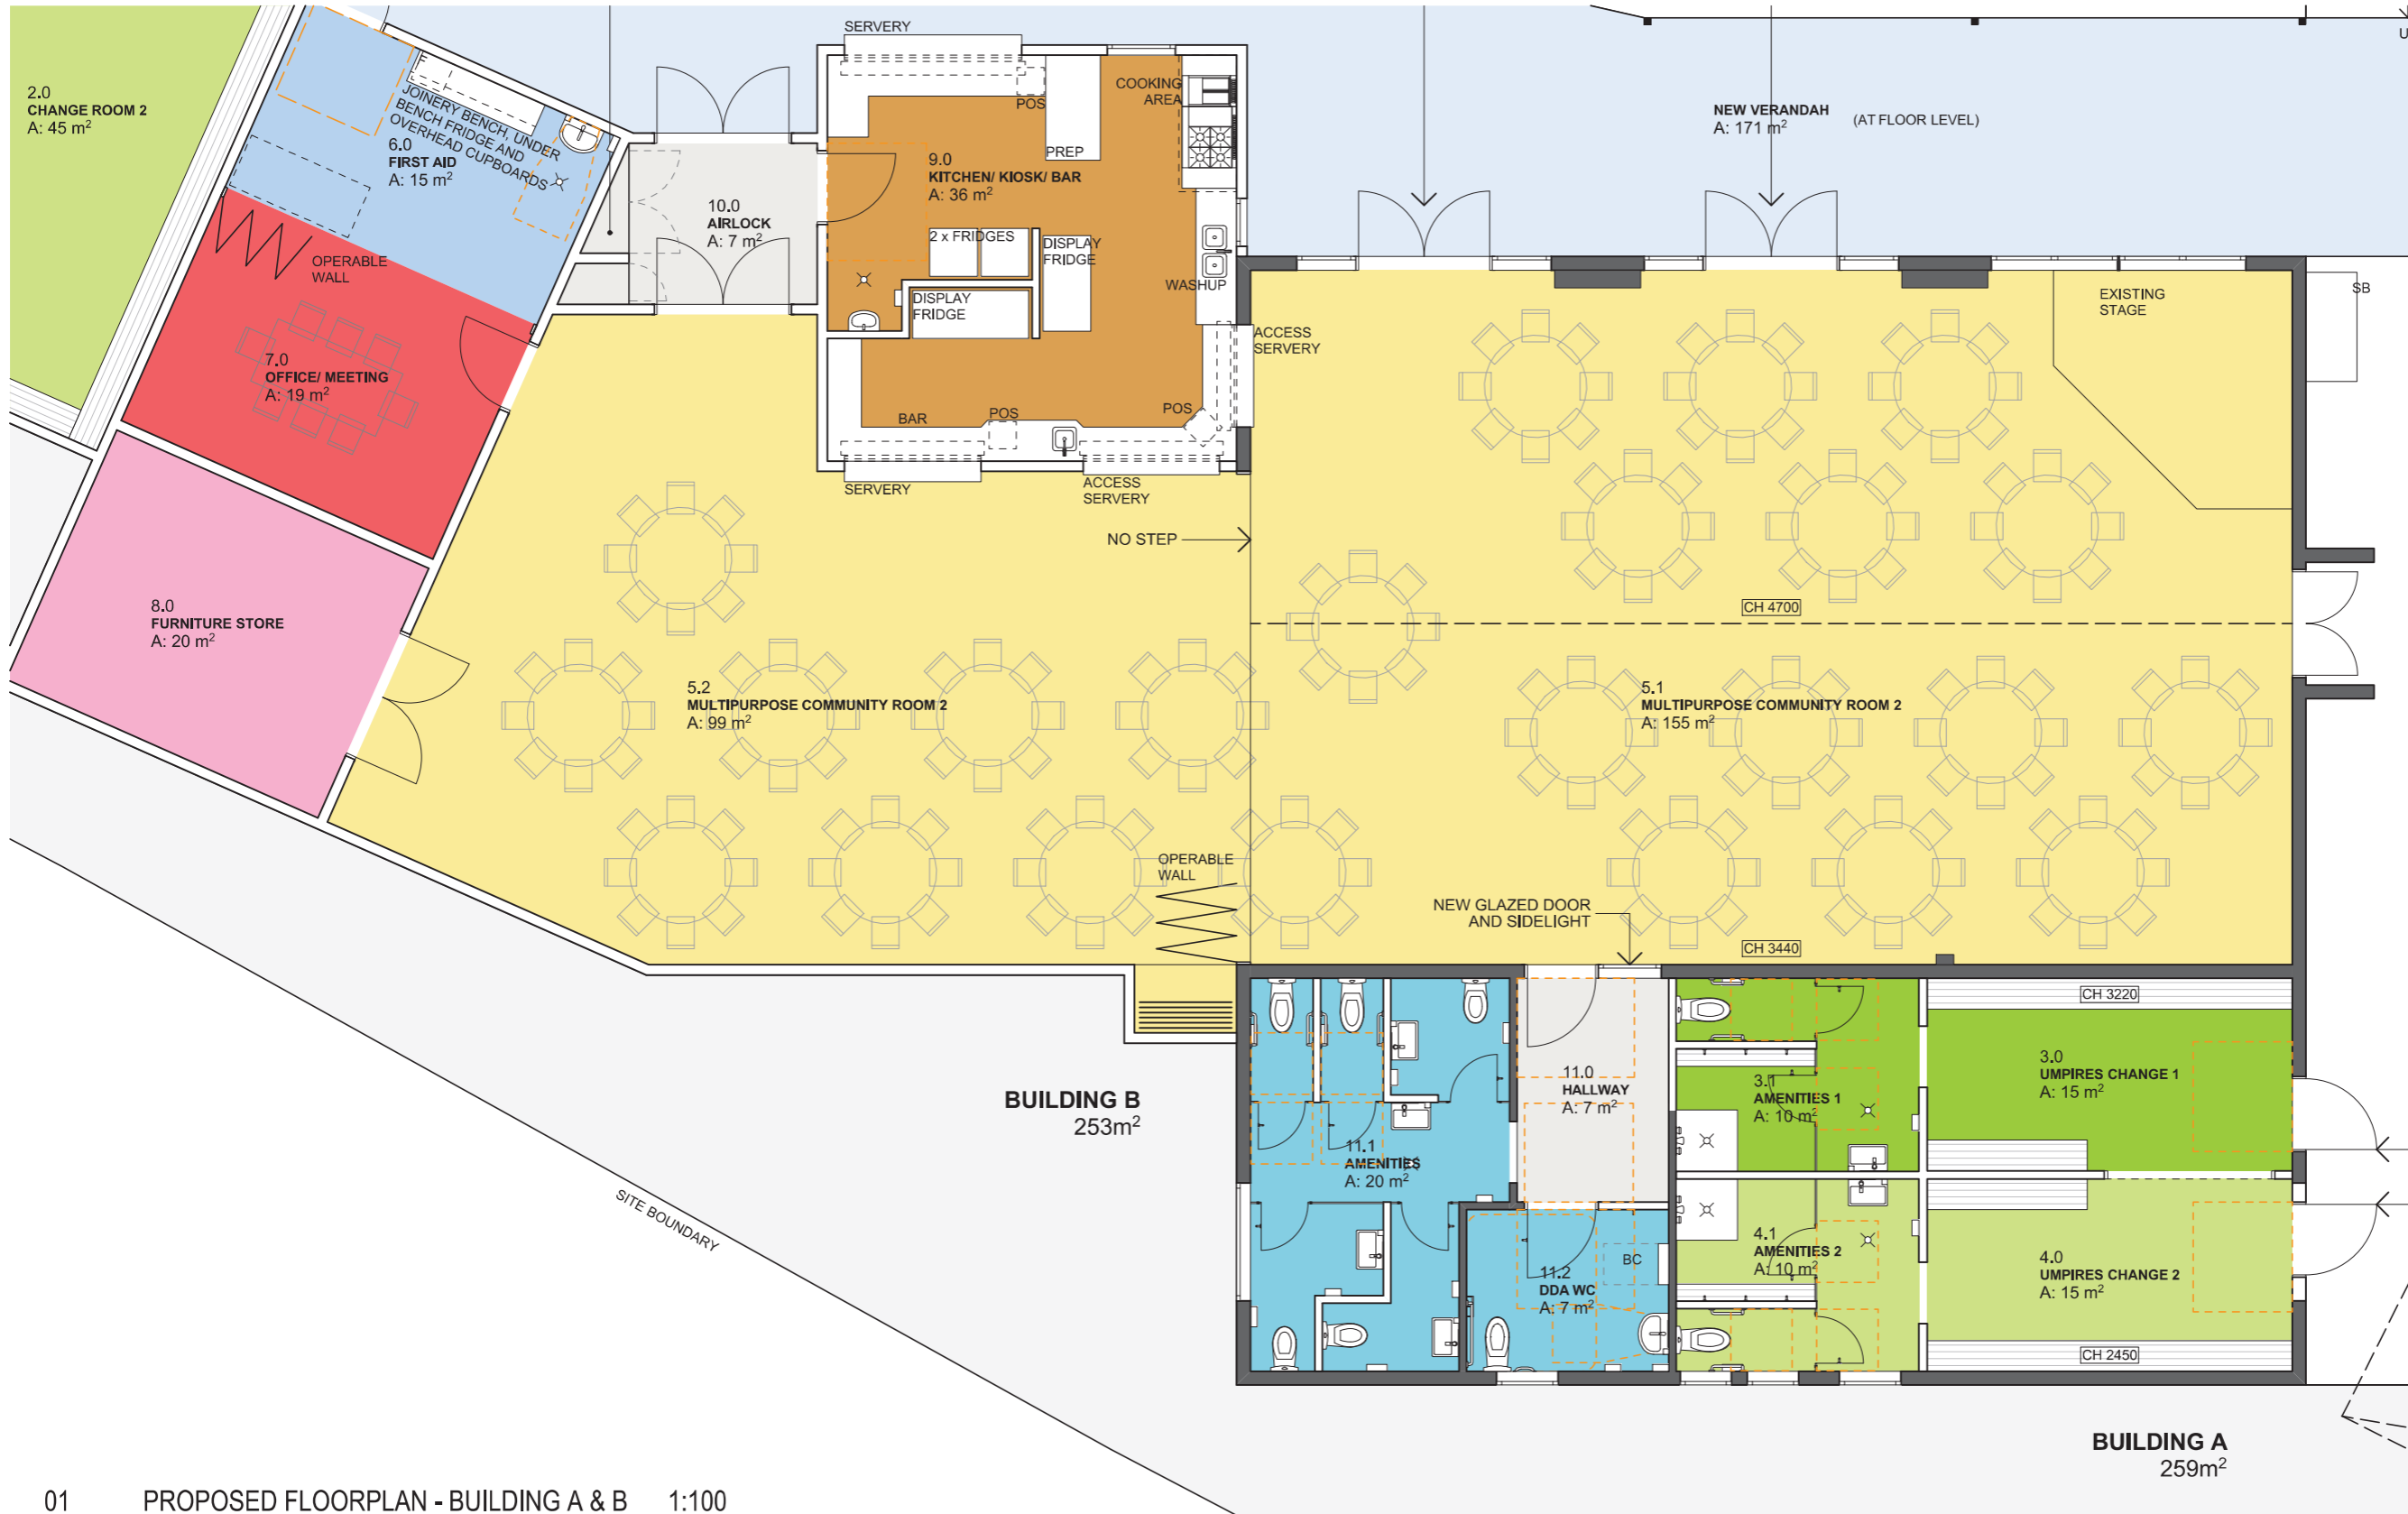 SERVERY
2.0
CHANGE ROOM 2
A: 45 m²
JOINERY BENCH, UNDER
BENCH FRIDGE AND
OVERHEAD CUPBOARDS
6.0
FIRST AID
A: 15 m²
POS
PREP
COOKING
AREA
9.0
KITCHEN/ KIOSK/ BAR
A: 36 m²
NEW VERANDAH
A: 171 m²
(AT FLOOR LEVEL)
U
10.0
AIRLOCK
A: 7 m²
2 x FRIDGES
DISPLAY
FRIDGE
DISPLAY
FRIDGE
WASHUP
OPERABLE
WALL
EXISTING
STAGE
SB
ACCESS
SERVERY
7.0
OFFICE/ MEETING
A: 19 m²
BAR
POS
POS
SERVERY
ACCESS
SERVERY
NO STEP
8.0
FURNITURE STORE
A: 20 m²
CH 4700
5.2
MULTIPURPOSE COMMUNITY ROOM 2
A: 99 m²
5.1
MULTIPURPOSE COMMUNITY ROOM 2
A: 155 m²
OPERABLE
WALL
NEW GLAZED DOOR
AND SIDELIGHT
CH 3440
CH 3220
BUILDING B
253m²
11.0
HALLWAY
A: 7 m²
3.1
AMENITIES 1
A: 10 m²
3.0
UMPIRES CHANGE 1
A: 15 m²
11.1
AMENITIES
A: 20 m²
SITE BOUNDARY
11.2
DDA WC
A: 7 m²
BC
4.1
AMENITIES 2
A: 10 m²
4.0
UMPIRES CHANGE 2
A: 15 m²
CH 2450
BUILDING A
259m²
01 PROPOSED FLOORPLAN - BUILDING A & B 1:100